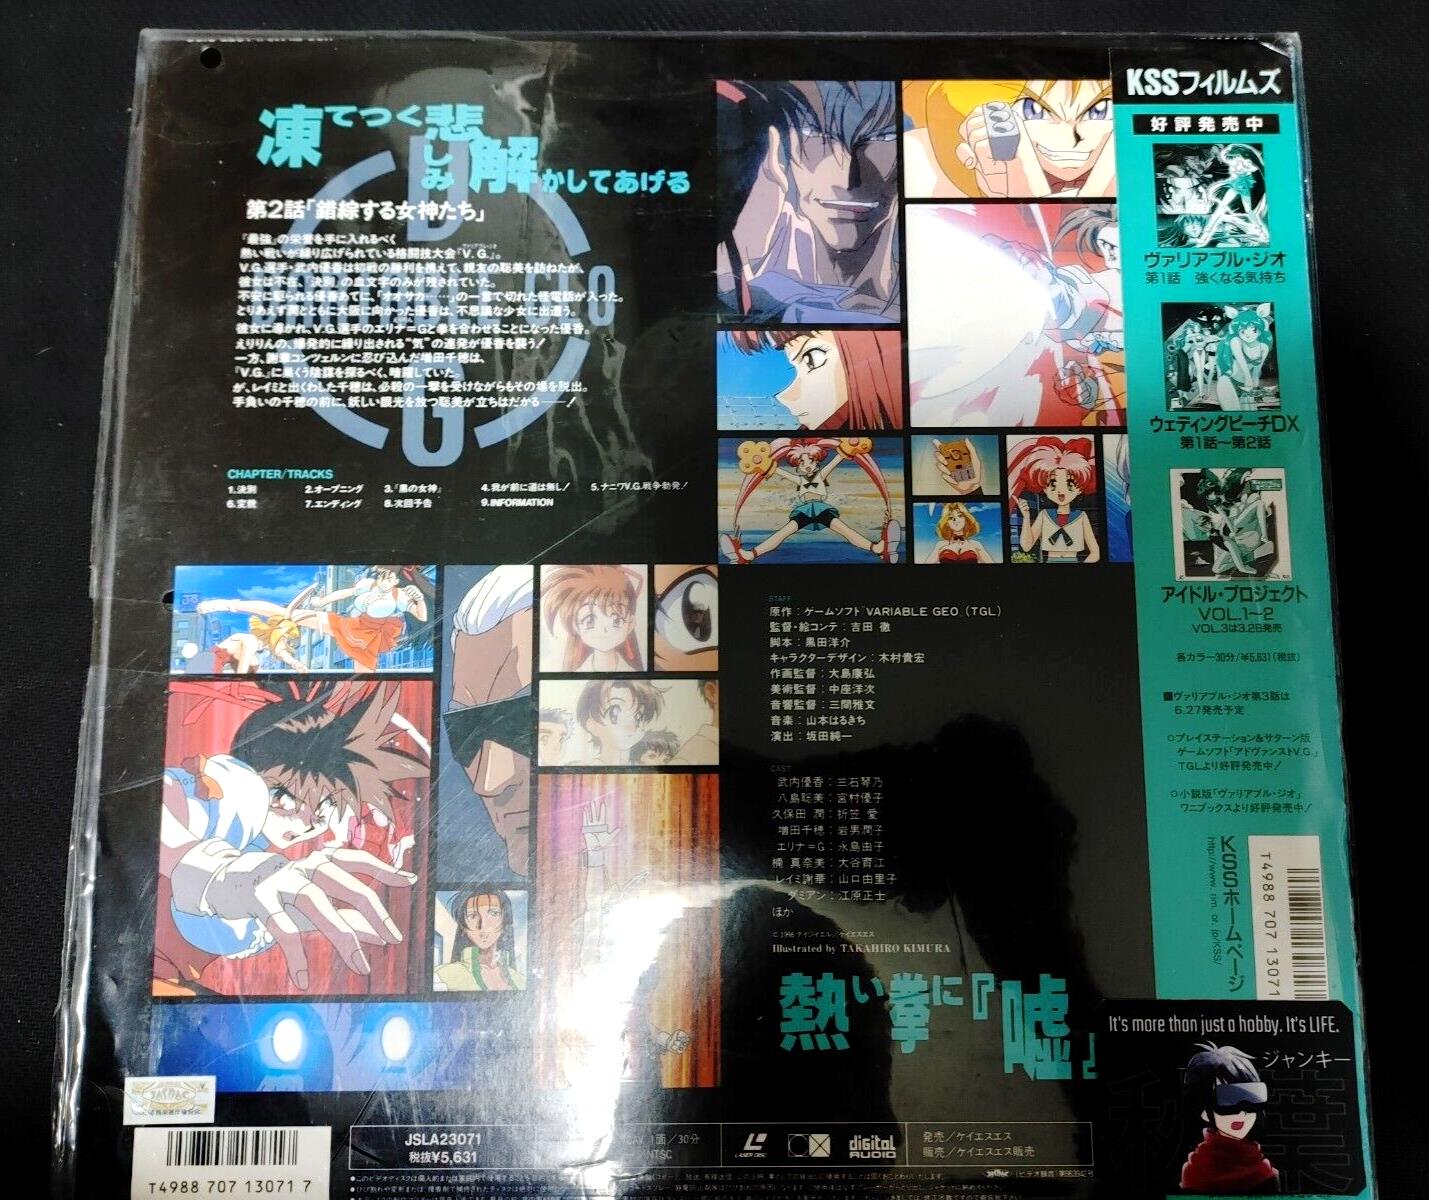 凍てつく悲しみ解かしてあげる
第2話「錯綜する女神たち」
『最強』の栄誉を手に入れるべく
熱い戦いが繰り広げられている格闘技大会『V.G.』。
V.G.選手・武内優香は初戦の勝利を携えて、親友の聡美を訪ねたが、
彼女は不在、「決別」の血文字のみが残されていた。
不安に駆られる優香あてに、「オオサカ……」の一言で切れた怪電話が入った。
とりあえず潤とともに大阪に向かった優香は、不思議な少女に出逢う。
彼女に導かれ、V.G.選手のエリナ=Gと拳を合わせることになった優香。
えりりんの、爆発的に繰り出される“気”の連発が優香を襲う!
一方、謝華コンツェルンに忍び込んだ増田千穂は、
『V.G.』に巣くう陰謀を探るべく、暗躍していた。
が、レイミと出くわした千穂は、必殺の一撃を受けながらもその場を脱出。
手負いの千穂の前に、妖しい眼光を放つ聡美が立ちはだかる――!
CHAPTER/TRACKS
1.決別 2.オープニング 3.『黒の女神』 4.我が前に道は無し! 5.ナニワV.G.戦争勃発!
6.変貌 7.エンディング 8.次回予告 9.INFORMATION
STAFF
原作:ゲームソフト「VARIABLE GEO (TGL)
監督・絵コンテ:吉田 徹
脚本:黒田洋介
キャラクターデザイン:木村貴宏
作画監督:大島康弘
美術監督:中座洋次
音響監督:三間雅文
音楽:山本はるきち
演出:坂田純一
CAST
武内優香:三石琴乃
八島聡美:宮村優子
久保田 潤:折笠 愛
増田千穂:岩男潤子
エリナ=G:永島由子
楠 真奈美:大谷育江
レイミ謝華:山口由里子
ダミアン:江原正士
ほか
C 1996 ティジイエル/ケイエスエス
Illustrated by TAKAHIRO KIMURA
熱い拳に『嘘』
JSLA23071
税抜¥5,631
CAV 1面/30分
NTSC
LASER DISC
digital AUDIO
発売/ケイエスエス
販売/ケイエスエス販売
T4988 707 13071 7
KSSフィルムズ
好評発売中
ヴァリアブル・ジオ
第1話 強くなる気持ち
ウェディングピーチDX
第1話〜第2話
アイドル・プロジェクト
VOL.1〜2
VOL.3は3.28発売
各カラー30分/¥5,631(税抜)
■ヴァリアブル・ジオ第3話は
6.27発売予定
○プレイステーション&サターン版
ゲームソフト「アドヴァンストV.G.」
TGLより好評発売中!
○小説版「ヴァリアブル・ジオ」
ワニブックスより好評発売中!
KSSホームページ
T4988 707 13071
It's more than just a hobby. It's LIFE.
ジャンキー
秋葉